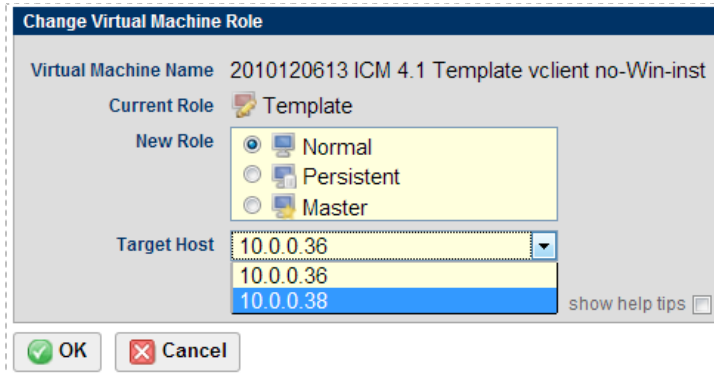 Change Virtual Machine Role
Virtual Machine Name 2010120613 ICM 4.1 Template vclient no-Win-inst
Current Role Template
New Role Normal
Persistent
Master
Target Host 10.0.0.36
10.0.0.36
10.0.0.38
show help tips
OK Cancel